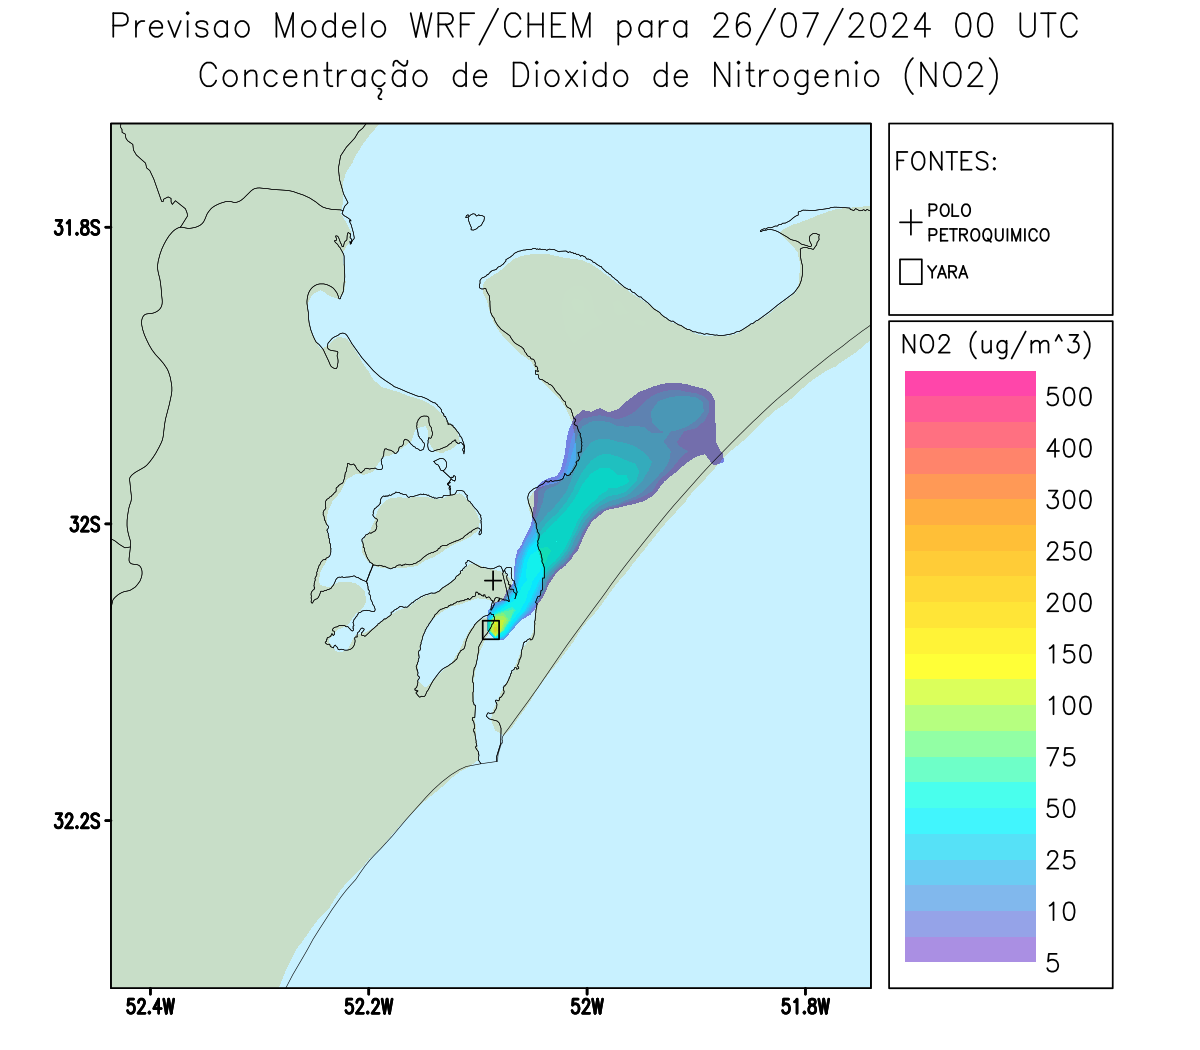 Previsao Modelo WRF/CHEM para 26/07/2024 00 UTC
Concentração de Dioxido de Nitrogenio (NO2)
FONTES:
POLO
PETROQUIMICO
YARA
NO2 (ug/m^3)
500
400
300
250
200
150
100
75
50
25
10
5
31.8S
32S
32.2S
52.4W
52.2W
52W
51.8W